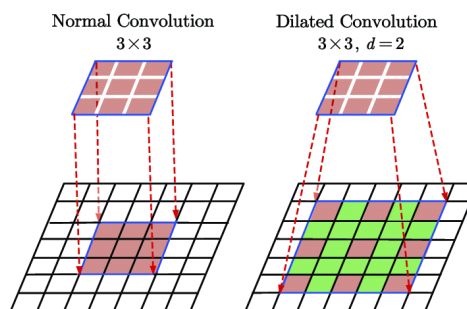 Normal Convolution
3×3
Dilated Convolution
3×3, d=2